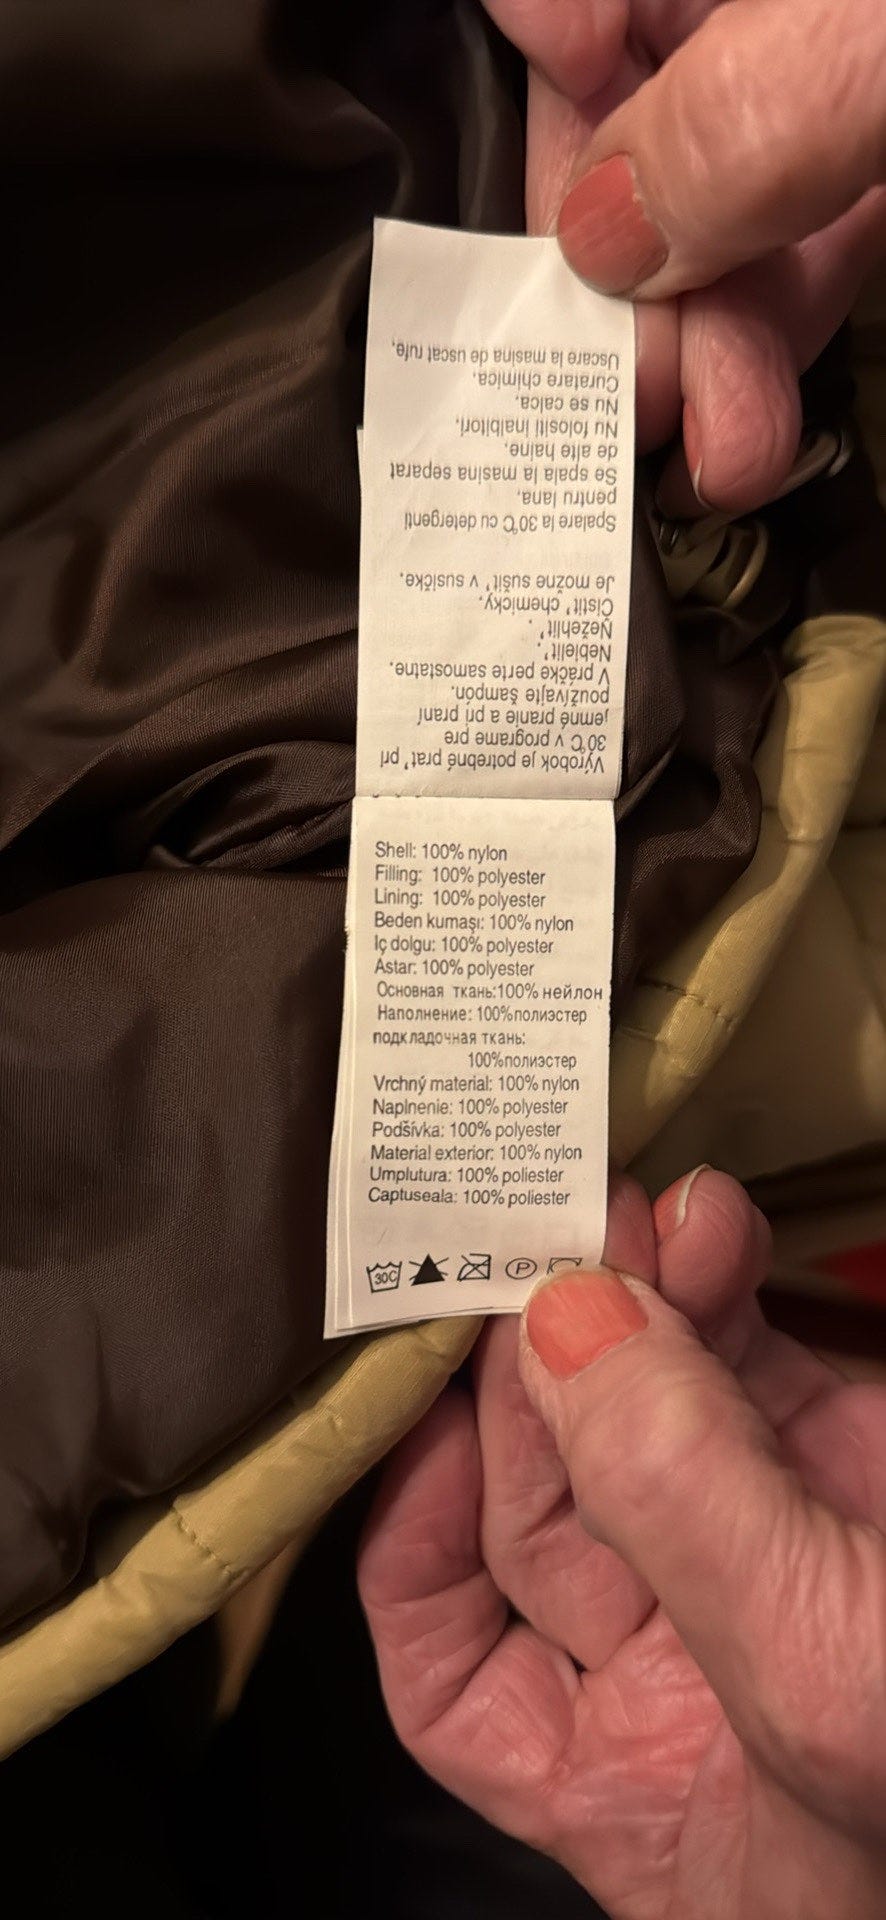 Uscare la masina de uscat rufe.
Curatare chimica.
Nu se calca.
Nu folositi inalbitori.
de alte haine.
Se spala la masina separat
pentru lana.
Spalare la 30°C cu detergenti
Je možne sušiť v susičke.
Čistit' chemicky.
Nežehlit'.
Nebielit'.
V práčke perte samostatne.
používajte šampón.
jemné pranie a pri praní
30°C v programe pre
Výrobok je potrebné prat' pri
Shell: 100% nylon
Filling: 100% polyester
Lining: 100% polyester
Beden kumaşı: 100% nylon
Iç dolgu: 100% polyester
Astar: 100% polyester
Основная ткань:100% нейлон
Наполнение: 100%полиэстер
подкладочная ткань:
100%полиэстер
Vrchný material: 100% nylon
Naplnenie: 100% polyester
Podšívka: 100% polyester
Material exterior: 100% nylon
Umplutura: 100% poliester
Captuseala: 100% poliester
30C P